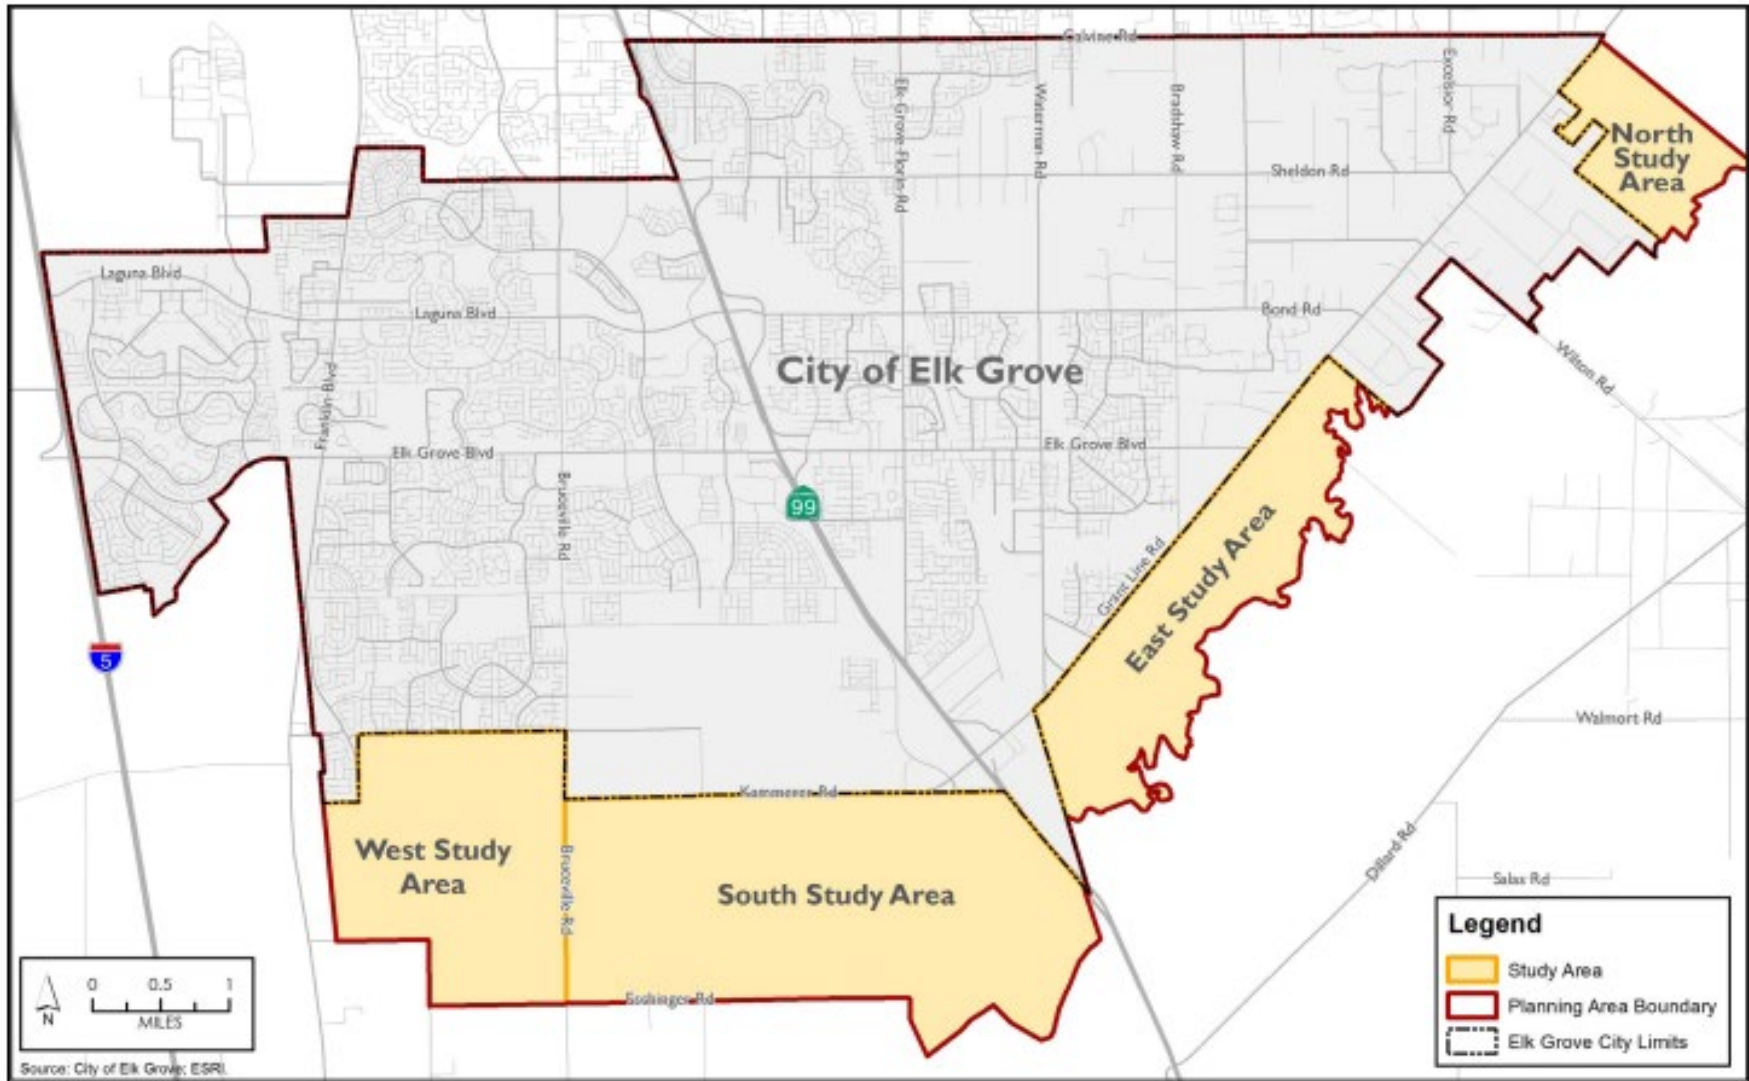 Calvine Rd
Elk Grove-Florin Rd
Waterman Rd
Bradshaw Rd
Excelsior Rd
North
Study
Area
Sheldon Rd
Laguna Blvd
Laguna Blvd
Bond Rd
City of Elk Grove
Wilton Rd
Franklin Blvd
Elk Grove Blvd
Elk Grove Blvd
Bruceville Rd
99
Grant Line Rd
East Study Area
5
Walmort Rd
Kammerer Rd
West Study
Area
Bruceville Rd
South Study Area
Dillard Rd
Salas Rd
Eschinger Rd
N
0 0.5 1
MILES
Source: City of Elk Grove; ESRI.
Legend
Study Area
Planning Area Boundary
Elk Grove City Limits